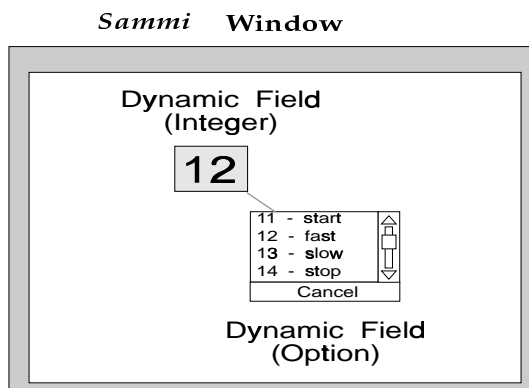 Sammi Window
Dynamic Field
(Integer)
12
11 - start
12 - fast
13 - slow
14 - stop
Cancel
Dynamic Field
(Option)